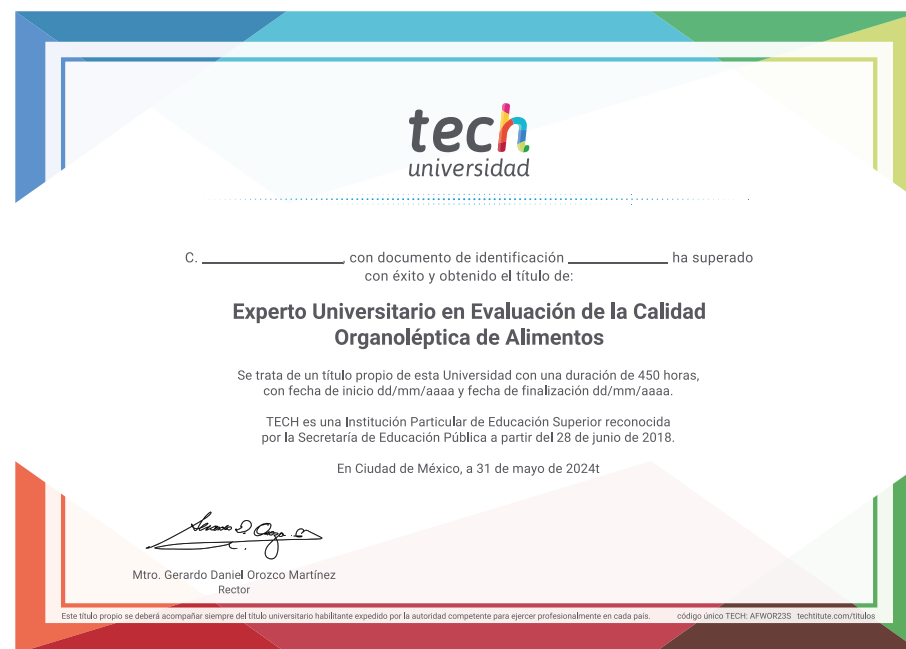 tech
universidad
C. ____________, con documento de identificación ____________ ha superado
con éxito y obtenido el título de:
Experto Universitario en Evaluación de la Calidad
Organoléptica de Alimentos
Se trata de un título propio de esta Universidad con una duración de 450 horas,
con fecha de inicio dd/mm/aaaa y fecha de finalización dd/mm/aaaa.
TECH es una Institución Particular de Educación Superior reconocida
por la Secretaría de Educación Pública a partir del 28 de junio de 2018.
En Ciudad de México, a 31 de mayo de 2024t
Mtro. Gerardo Daniel Orozco Martínez
Rector
Este título propio se deberá acompañar siempre del título universitario habilitante expedido por la autoridad competente para ejercer profesionalmente en cada país. código único TECH: AFWOR23S techtitute.com/titulos